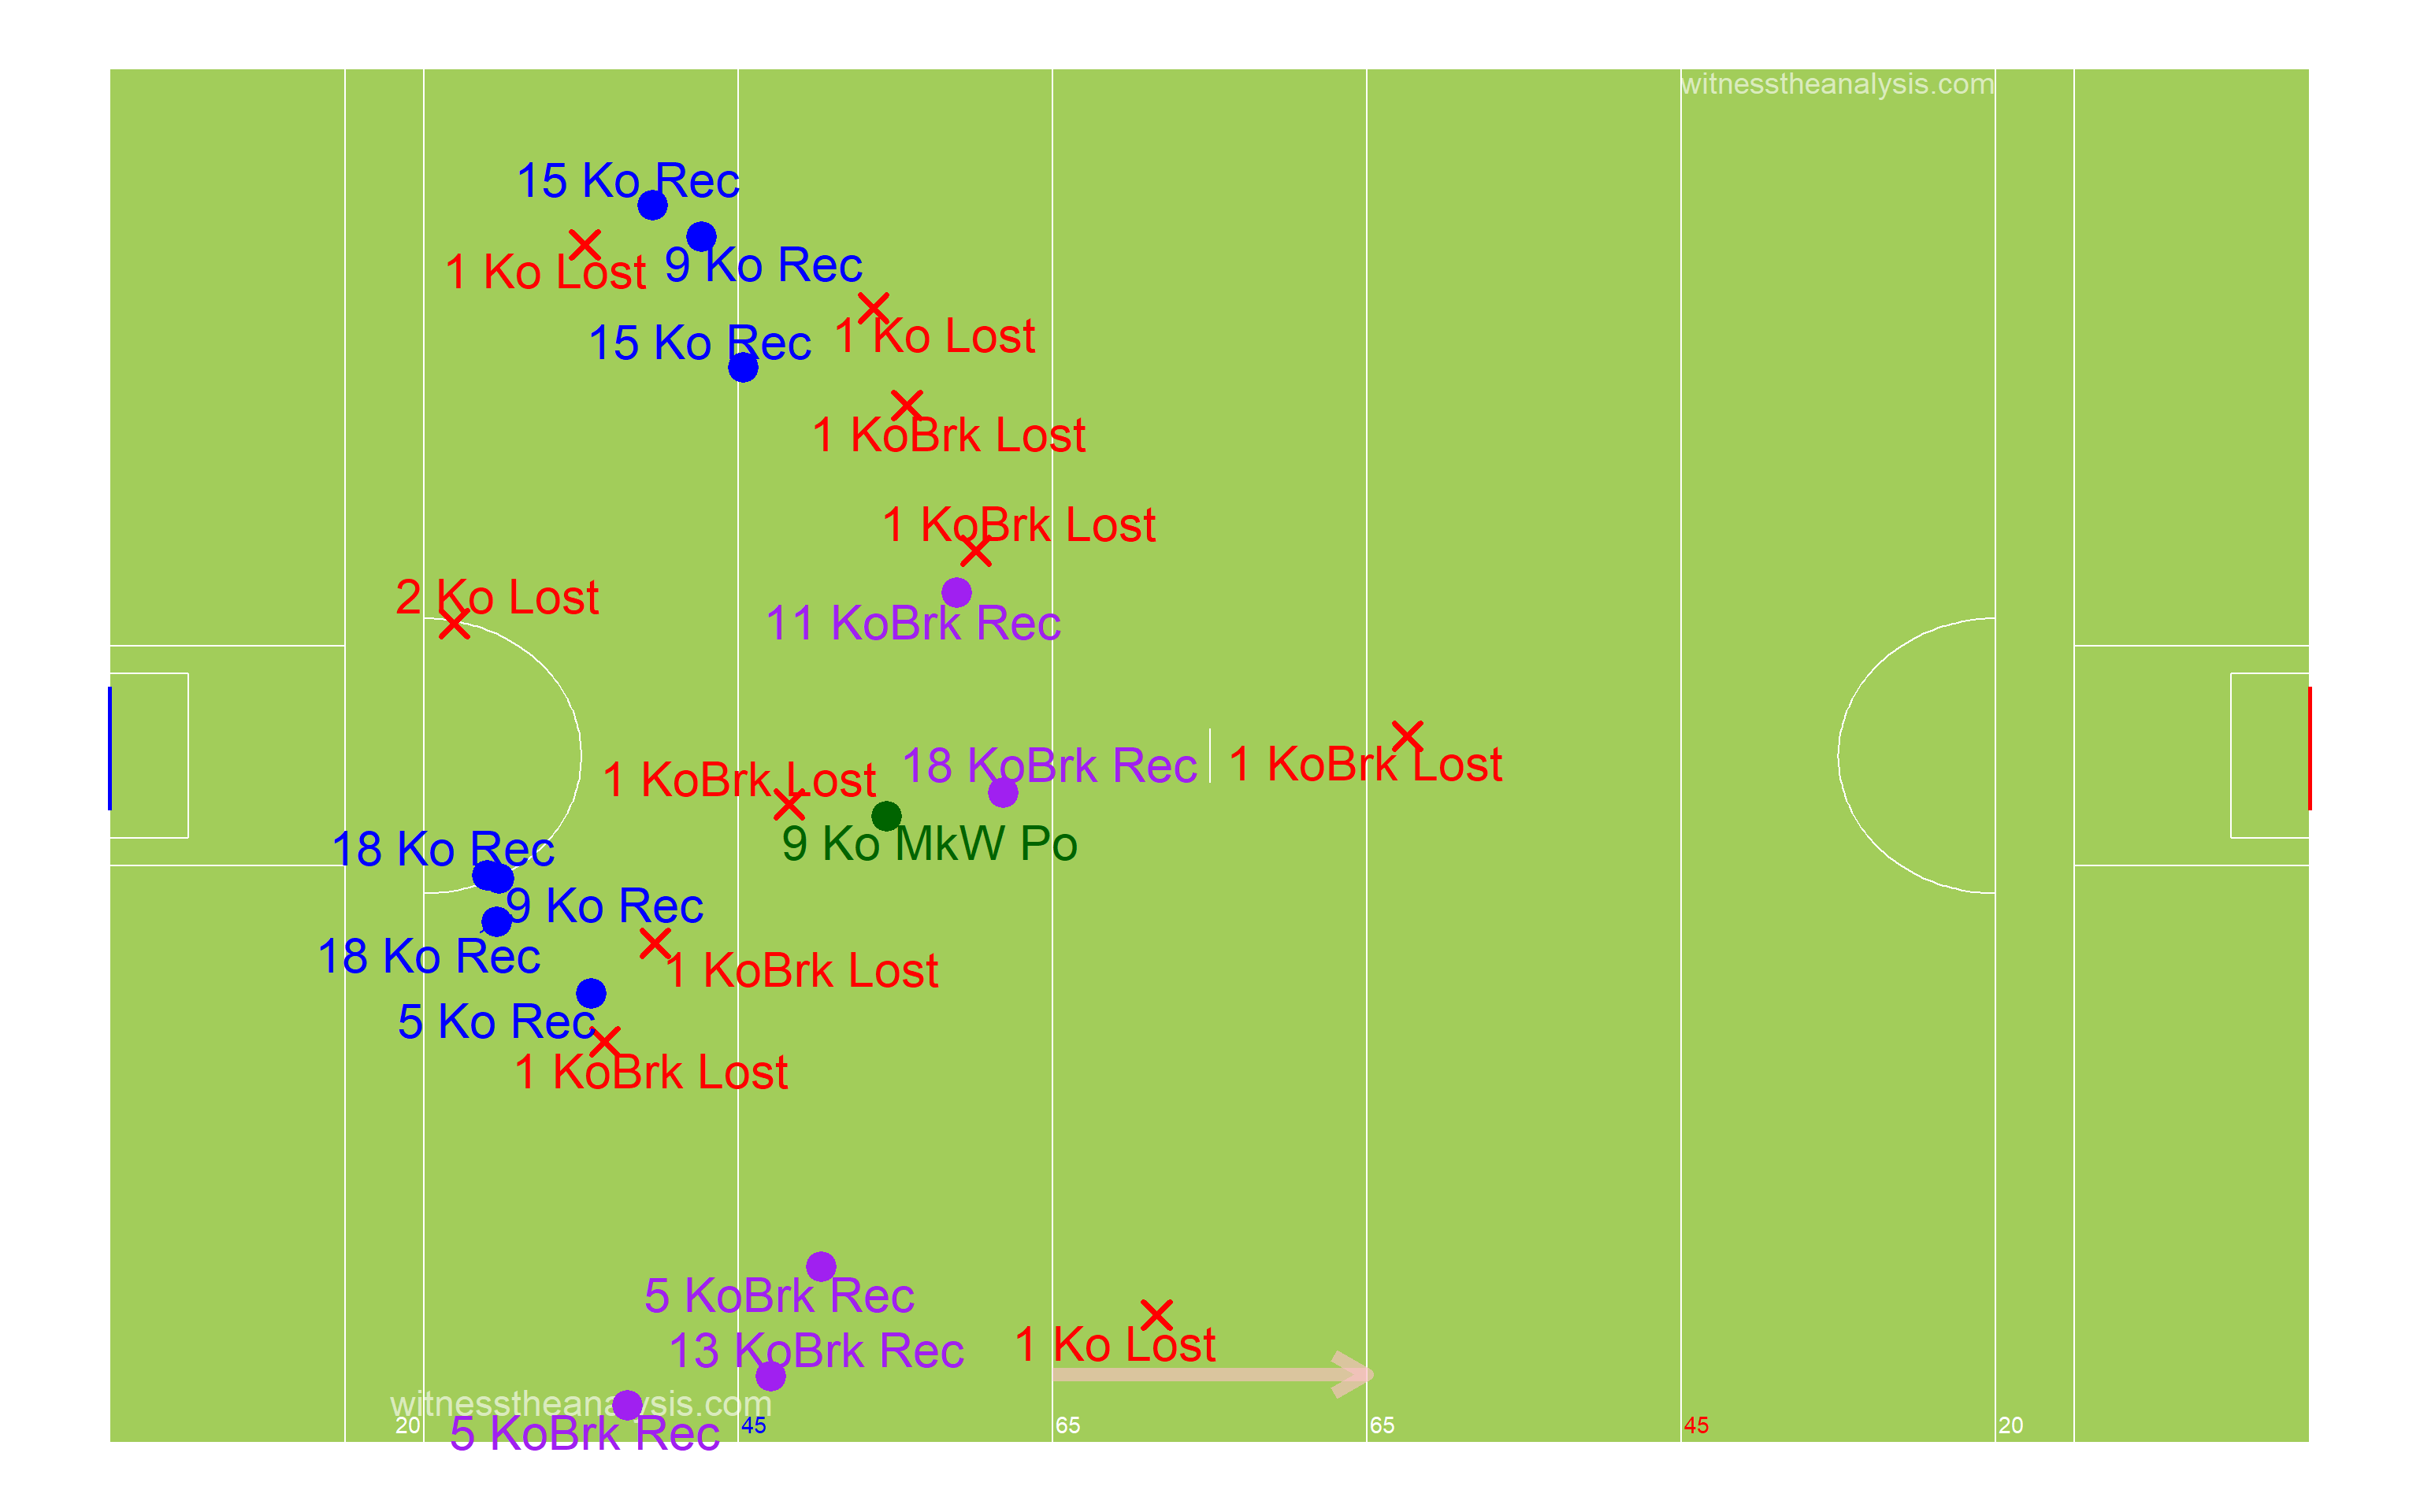 witnesstheanalysis.com
15 Ko Rec
1 Ko Lost
9 Ko Rec
1 Ko Lost
15 Ko Rec
1 KoBrk Lost
1 KoBrk Lost
2 Ko Lost
11 KoBrk Rec
18 KoBrk Rec
1 KoBrk Lost
1 KoBrk Lost
9 Ko MkW Po
18 Ko Rec
9 Ko Rec
18 Ko Rec
1 KoBrk Lost
5 Ko Rec
1 KoBrk Lost
5 KoBrk Rec
13 KoBrk Rec
1 Ko Lost
witnesstheanalysis.com
5 KoBrk Rec
20
45
65
65
45
20